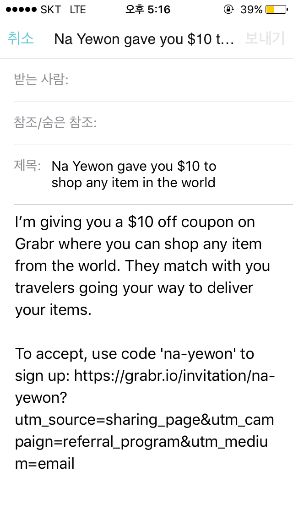 SKT LTE 오후 5:16 39%
취소 Na Yewon gave you $10 t... 보내기
받는 사람:
참조/숨은 참조:
제목: Na Yewon gave you $10 to
shop any item in the world
I’m giving you a $10 off coupon on
Grabr where you can shop any item
from the world. They match with you
travelers going your way to deliver
your items.
To accept, use code 'na-yewon' to
sign up: https://grabr.io/invitation/na-
yewon?
utm_source=sharing_page&utm_cam
paign=referral_program&utm_mediu
m=email